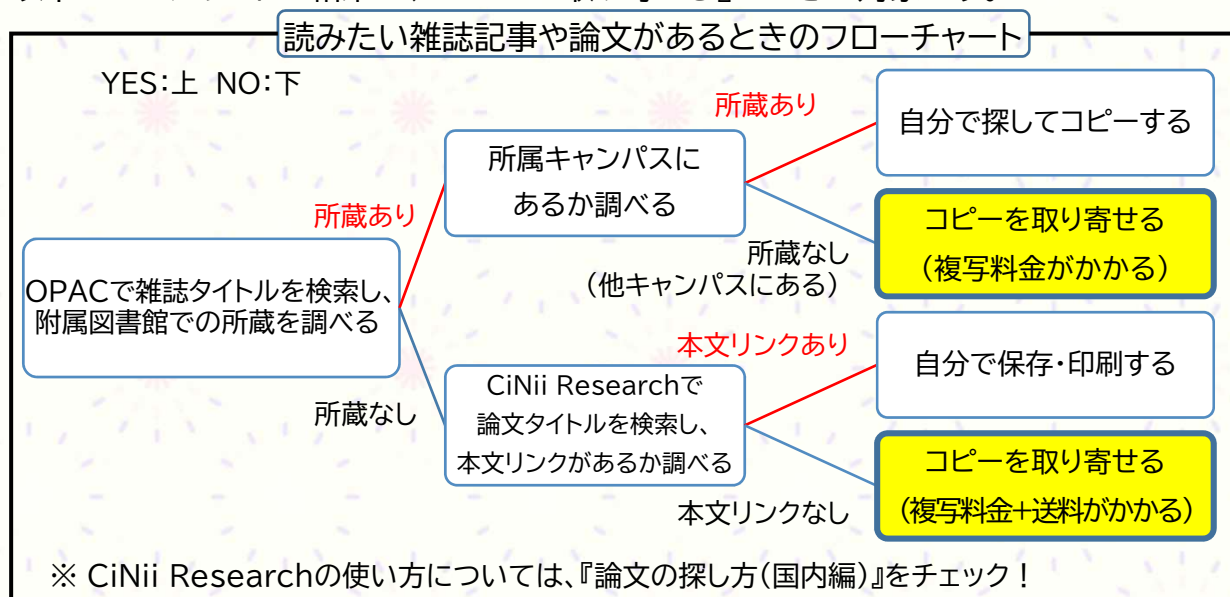 読みたい雑誌記事や論文があるときのフローチャート
YES:上 NO:下
所蔵あり
自分で探してコピーする
所属キャンパスに
あるか調べる
所蔵あり
コピーを取り寄せる
(複写料金がかかる)
所蔵なし
(他キャンパスにある)
OPACで雑誌タイトルを検索し、
附属図書館での所蔵を調べる
本文リンクあり
自分で保存・印刷する
所蔵なし
CiNii Researchで
論文タイトルを検索し、
本文リンクがあるか調べる
コピーを取り寄せる
(複写料金+送料がかかる)
本文リンクなし
※ CiNii Researchの使い方については、『論文の探し方(国内編)』をチェック!